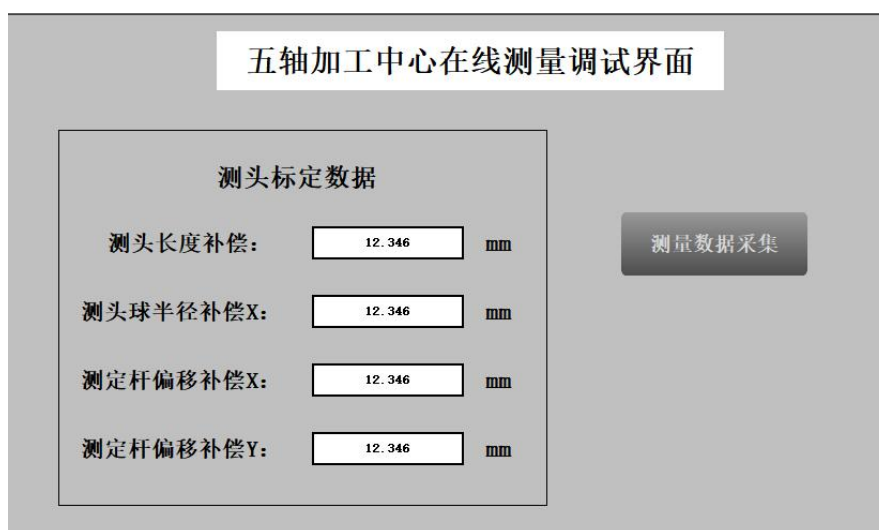 五轴加工中心在线测量调试界面
测头标定数据
测头长度补偿： 12.346 mm
测量数据采集
测头球半径补偿X： 12.346 mm
测定杆偏移补偿X： 12.346 mm
测定杆偏移补偿Y： 12.346 mm